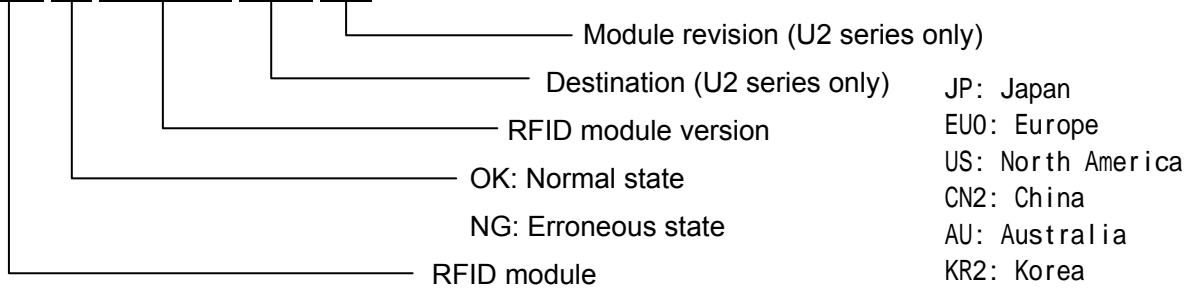 Module revision (U2 series only)
Destination (U2 series only)
RFID module version
OK: Normal state
NG: Erroneous state
RFID module
JP: Japan
EU0: Europe
US: North America
CN2: China
AU: Australia
KR2: Korea